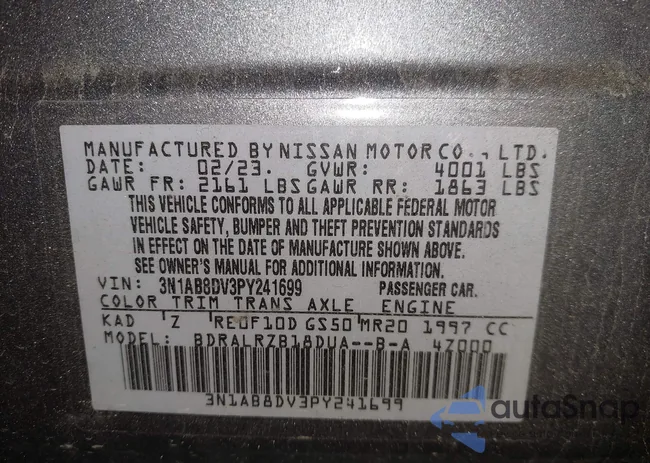 MANUFACTURED BY NISSAN MOTOR CO., LTD.
DATE: 02/23. GVWR: 4001 LBS
GAWR FR: 2161 LBS GAWR RR: 1863 LBS
THIS VEHICLE CONFORMS TO ALL APPLICABLE FEDERAL MOTOR
VEHICLE SAFETY, BUMPER AND THEFT PREVENTION STANDARDS
IN EFFECT ON THE DATE OF MANUFACTURE SHOWN ABOVE.
SEE OWNER'S MANUAL FOR ADDITIONAL INFORMATION.
VIN: 3N1AB8DV3PY241699 PASSENGER CAR.
COLOR TRIM TRANS AXLE ENGINE
KAD Z RE0F10D GS50 MR20 1997 CC
MODEL: BDRALRZB18DUA--B-A 4Z000
3N1AB8DV3PY241699
autoSnap